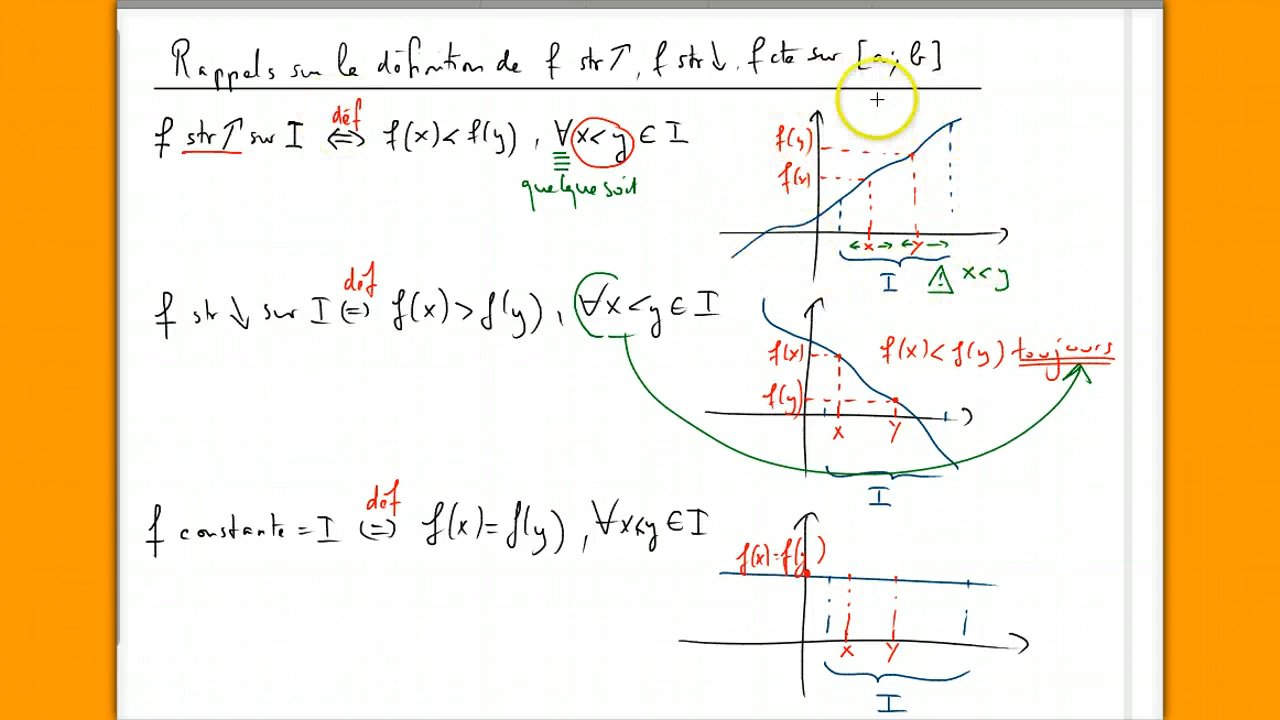 Rappels sur la définition de f str↑, f str↓, f cte sur [a; b]
déf
f str↑ sur I ⇔ f(x)<f(y), ∀x<y ∈ I
quelque soit
f(y)
f(x)
x y
I ⚠ x<y
déf
f str ↓ sur I ⇔ f(x)>f(y), ∀x<y ∈ I
f(x)
f(x)<f(y) toujours
f(y)
x y
I
déf
f constante = I ⇔ f(x)=f(y), ∀x<y ∈ I
f(x)=f(y)
x y
I